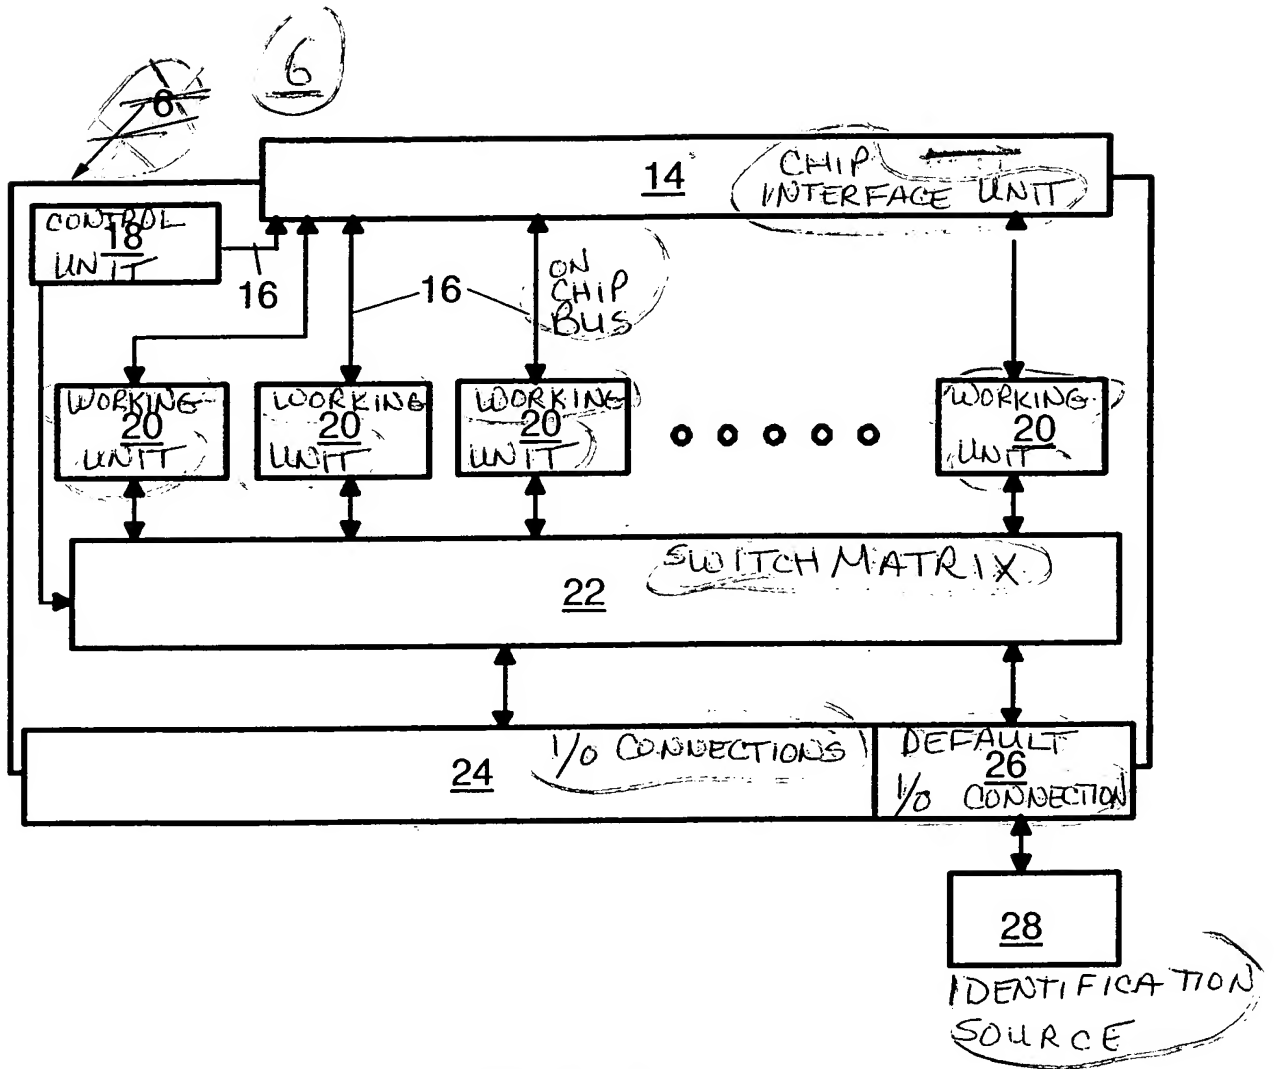 6
6
14
CHIP
INTERFACE UNIT
CONTROL
18
UNIT
16
16
ON
CHIP
BUS
WORKING
20
UNIT
WORKING
20
UNIT
WORKING
20
UNIT
WORKING
20
UNIT
SWITCH MATRIX
22
I/O CONNECTIONS
24
DEFAULT
26
I/O CONNECTION
28
IDENTIFICATION
SOURCE